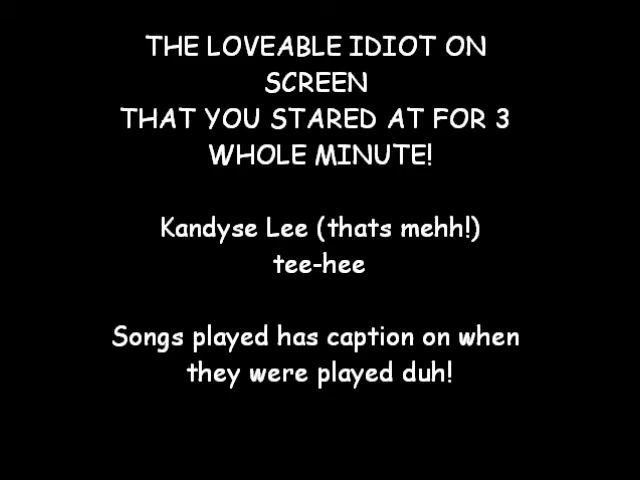 THE LOVEABLE IDIOT ON
SCREEN
THAT YOU STARED AT FOR 3
WHOLE MINUTE!
Kandyse Lee (thats mehh!)
tee-hee
Songs played has caption on when
they were played duh!